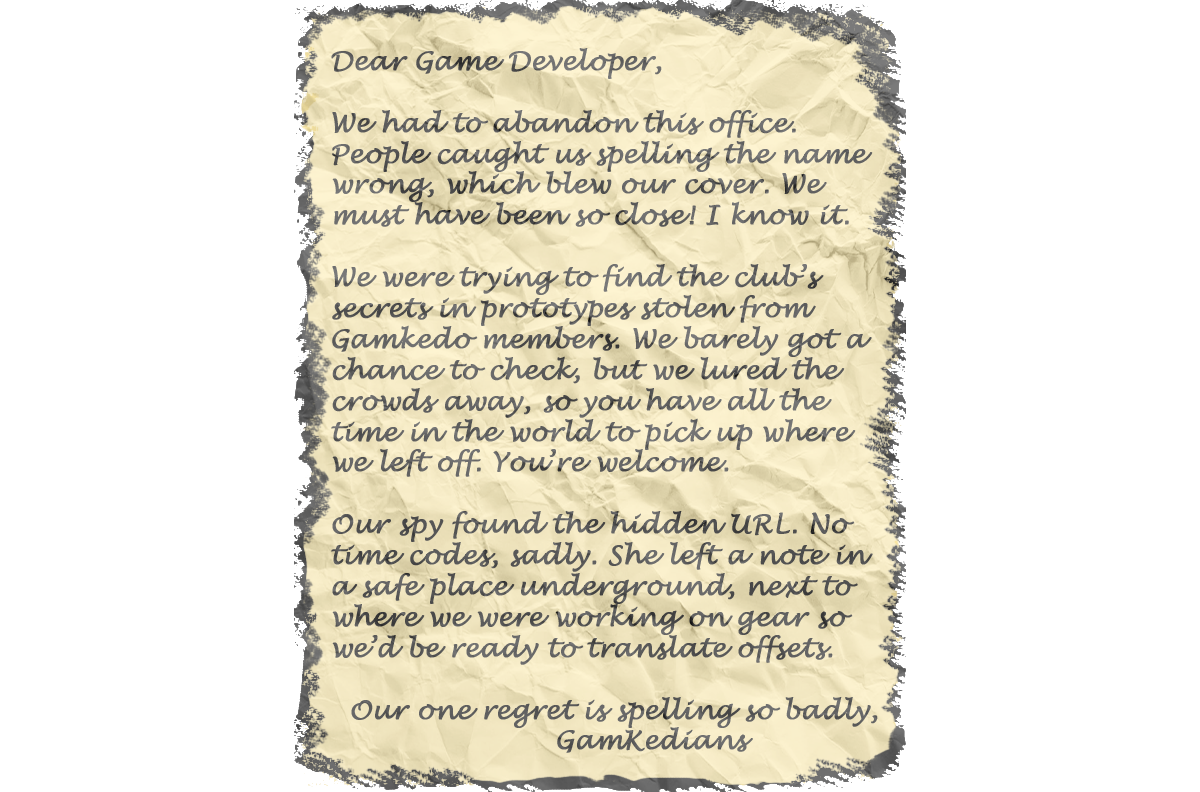 Dear Game Developer,
We had to abandon this office.
People caught us spelling the name
wrong, which blew our cover. We
must have been so close! I know it.
We were trying to find the club's
secrets in prototypes stolen from
Gamkedo members. We barely got a
chance to check, but we lured the
crowds away, so you have all the
time in the world to pick up where
we left off. You're welcome.
Our spy found the hidden URL. No
time codes, sadly. She left a note in
a safe place underground, next to
where we were working on gear so
we'd be ready to translate offsets.
Our one regret is spelling so badly,
GamKedians